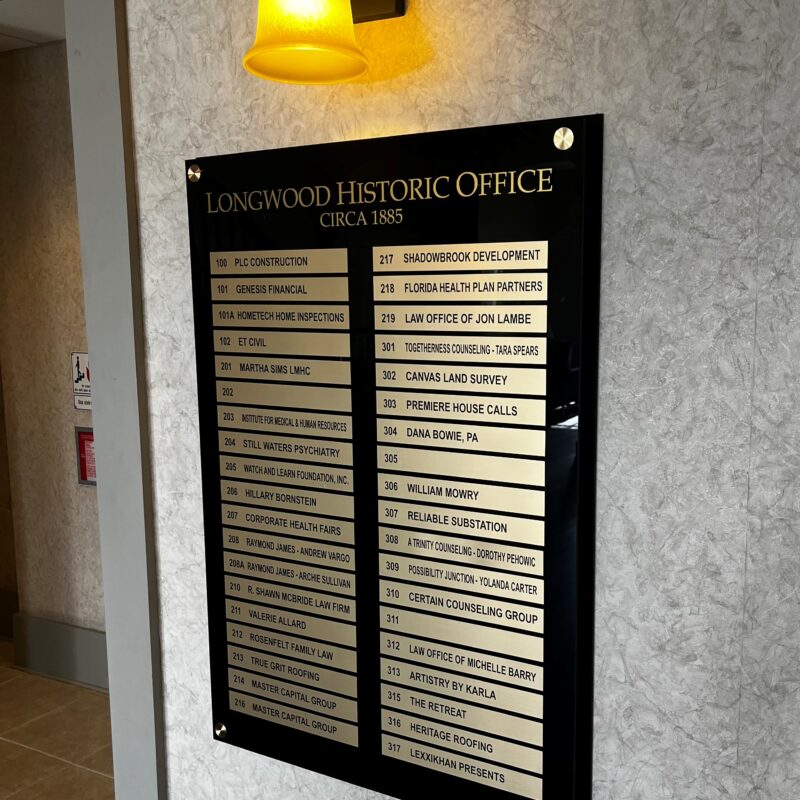 LONGWOOD HISTORIC OFFICE
CIRCA 1885
100 PLC CONSTRUCTION
101 GENESIS FINANCIAL
101A HOMETECH HOME INSPECTIONS
102 ET CIVIL
201 MARTHA SIMS LMHC
202
203 INSTITUTE FOR MEDICAL & HUMAN RESOURCES
204 STILL WATERS PSYCHIATRY
205 WATCH AND LEARN FOUNDATION, INC.
206 HILLARY BORNSTEIN
207 CORPORATE HEALTH FAIRS
208 RAYMOND JAMES - ANDREW VARGO
208A RAYMOND JAMES - ARCHIE SULLIVAN
210 R. SHAWN MCBRIDE LAW FIRM
211 VALERIE ALLARD
212 ROSENFELT FAMILY LAW
213 TRUE GRIT ROOFING
214 MASTER CAPITAL GROUP
216 MASTER CAPITAL GROUP
217 SHADOWBROOK DEVELOPMENT
218 FLORIDA HEALTH PLAN PARTNERS
219 LAW OFFICE OF JON LAMBE
301 TOGETHERNESS COUNSELING - TARA SPEARS
302 CANVAS LAND SURVEY
303 PREMIERE HOUSE CALLS
304 DANA BOWIE, PA
305
306 WILLIAM MOWRY
307 RELIABLE SUBSTATION
308 A TRINITY COUNSELING - DOROTHY PEHOWIC
309 POSSIBILITY JUNCTION - YOLANDA CARTER
310 CERTAIN COUNSELING GROUP
311
312 LAW OFFICE OF MICHELLE BARRY
313 ARTISTRY BY KARLA
315 THE RETREAT
316 HERITAGE ROOFING
317 LEXXIKHAN PRESENTS